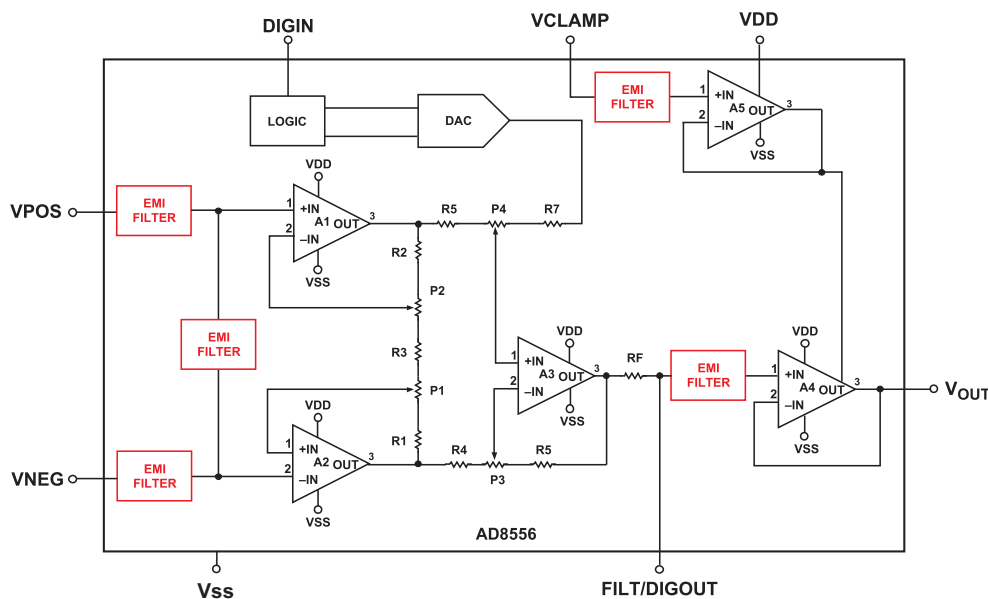 DIGIN
VCLAMP
VDD
LOGIC
DAC
EMI
FILTER
1
2
+IN
–IN
A5
OUT
3
VSS
VPOS
EMI
FILTER
VDD
1
2
+IN
–IN
A1
OUT
3
VSS
R5
P4
R7
R2
P2
EMI
FILTER
R3
P1
R1
VDD
1
2
+IN
–IN
A3
OUT
3
VSS
RF
EMI
FILTER
VDD
1
2
+IN
–IN
A4
OUT
3
VSS
VOUT
VNEG
EMI
FILTER
VDD
1
2
+IN
–IN
A2
OUT
3
VSS
R4
P3
R5
AD8556
Vss
FILT/DIGOUT